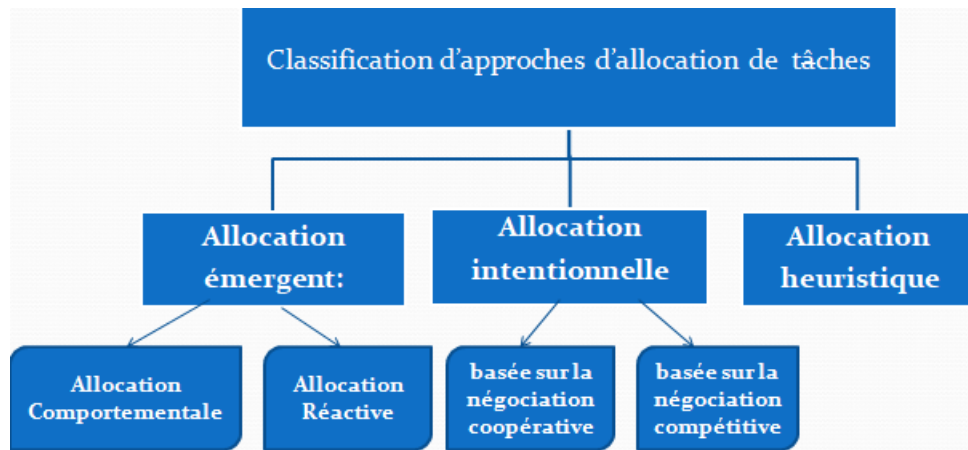 Classification d'approches d'allocation de tâches
Allocation
émergent:
Allocation
intentionnelle
Allocation
heuristique
Allocation
Comportementale
Allocation
Réactive
basée sur la
négociation
coopérative
basée sur la
négociation
compétitive